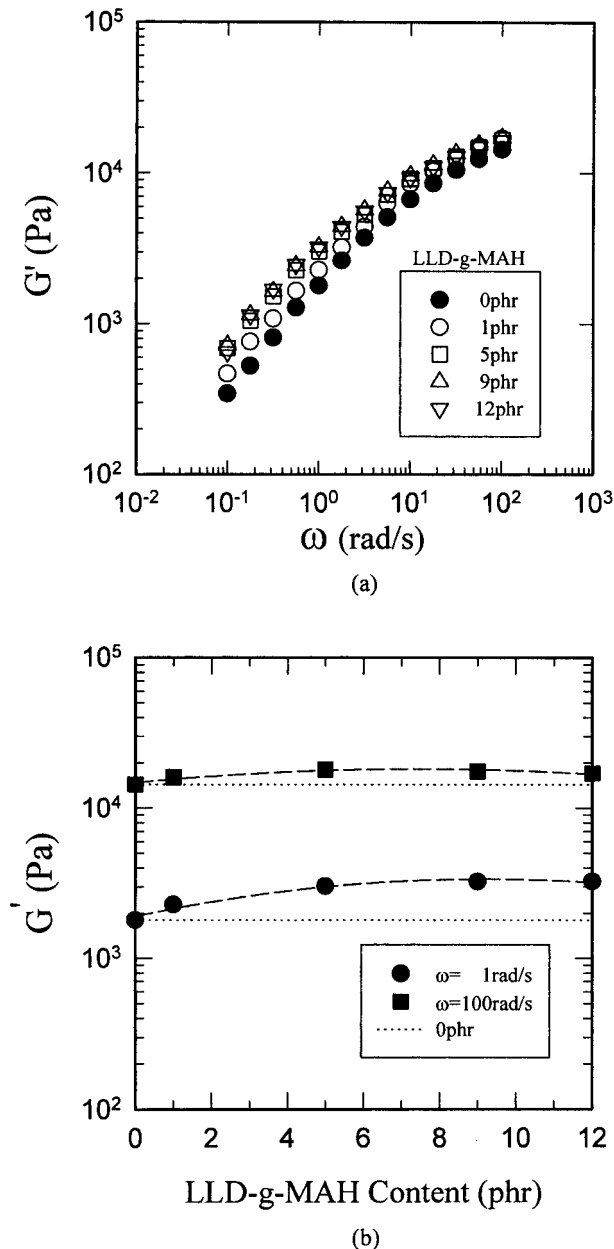 10^5
10^4
10^3
10^2
G' (Pa)
LLD-g-MAH
0phr
1phr
5phr
9phr
12phr
10^-2 10^-1 10^0 10^1 10^2 10^3
ω (rad/s)
(a)
10^5
10^4
10^3
10^2
G' (Pa)
ω= 1rad/s
ω=100rad/s
0phr
0 2 4 6 8 10 12
LLD-g-MAH Content (phr)
(b)